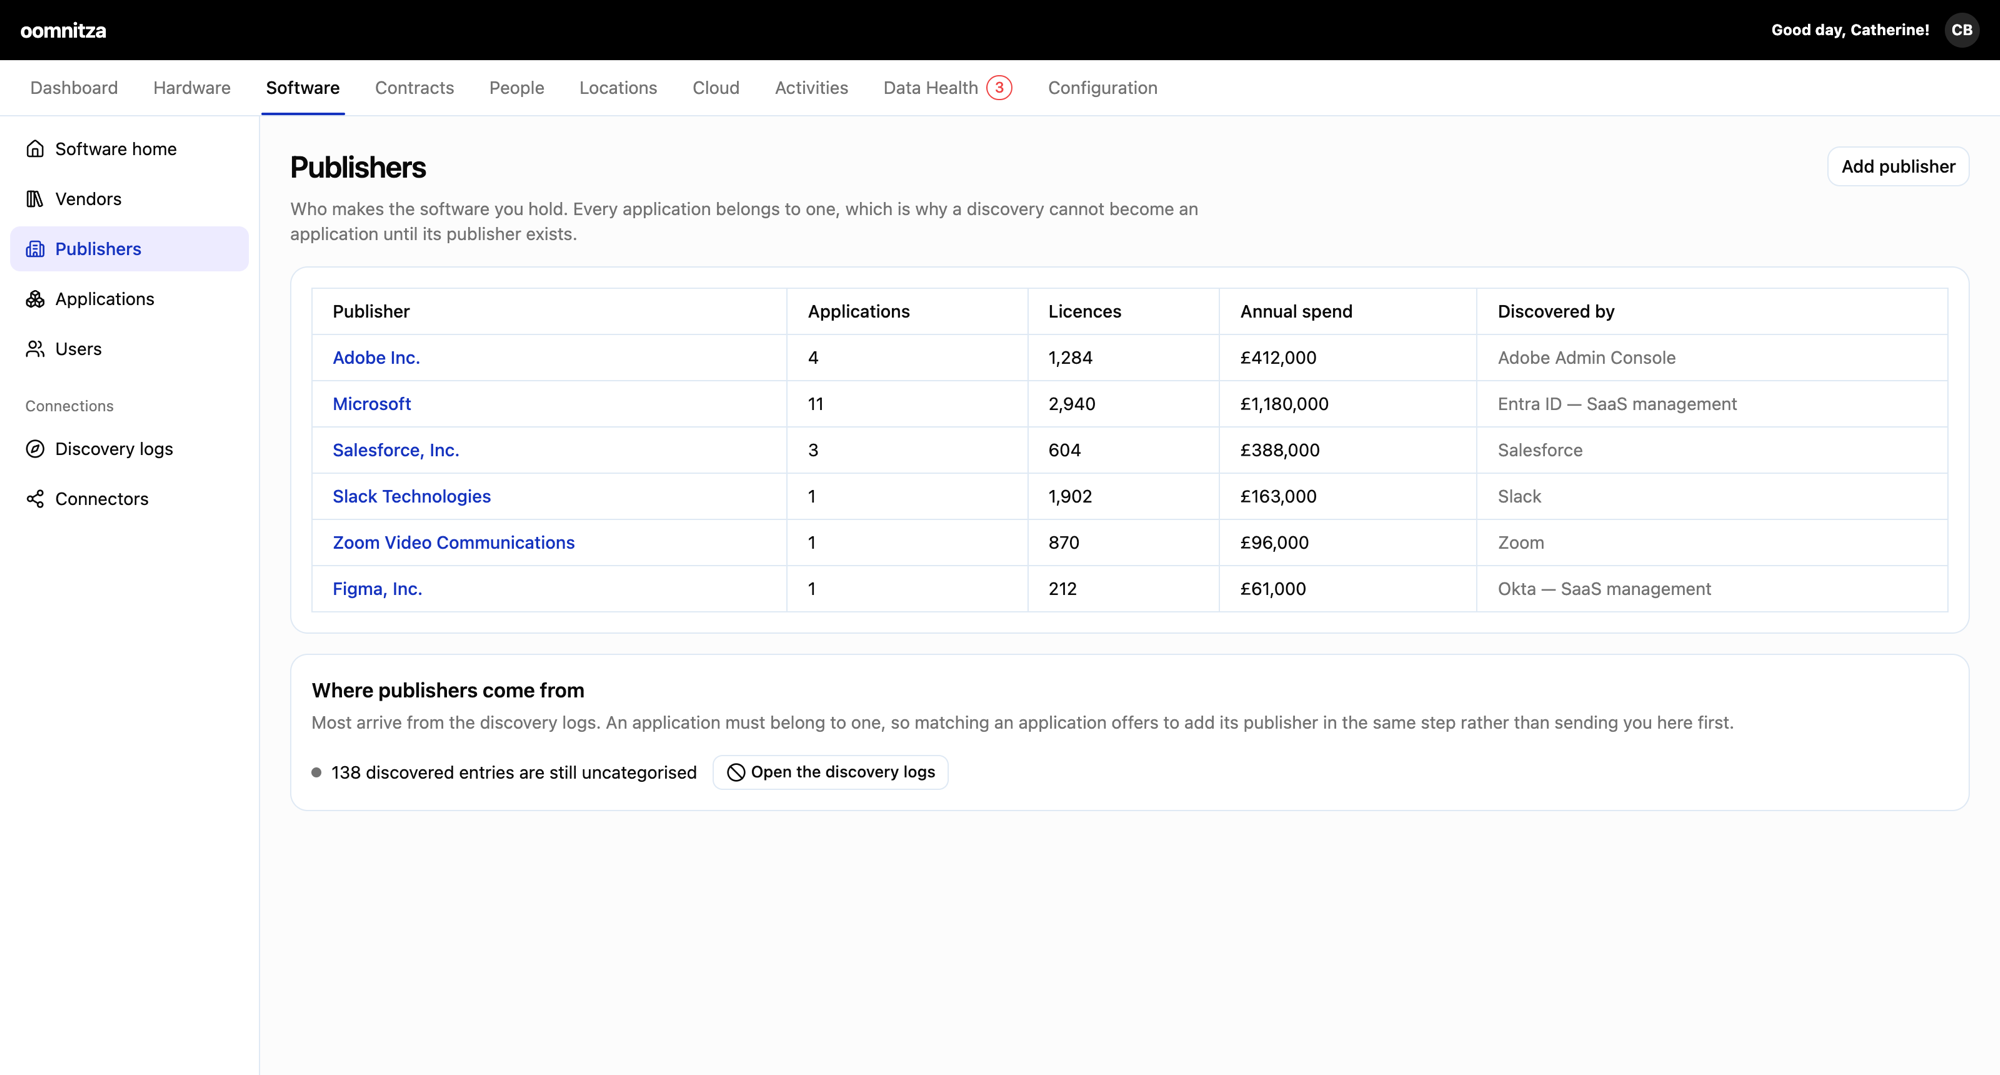 oomnitza
Good day, Catherine!
CB
Dashboard
Hardware
Software
Contracts
People
Locations
Cloud
Activities
Data Health 3
Configuration
Software home
Vendors
Publishers
Applications
Users
Connections
Discovery logs
Connectors
Publishers
Add publisher
Who makes the software you hold. Every application belongs to one, which is why a discovery cannot become an
application until its publisher exists.
Publisher Applications Licences Annual spend Discovered by
Adobe Inc. 4 1,284 £412,000 Adobe Admin Console
Microsoft 11 2,940 £1,180,000 Entra ID — SaaS management
Salesforce, Inc. 3 604 £388,000 Salesforce
Slack Technologies 1 1,902 £163,000 Slack
Zoom Video Communications 1 870 £96,000 Zoom
Figma, Inc. 1 212 £61,000 Okta — SaaS management
Where publishers come from
Most arrive from the discovery logs. An application must belong to one, so matching an application offers to add its publisher in the same step rather than sending you here first.
138 discovered entries are still uncategorised
Open the discovery logs